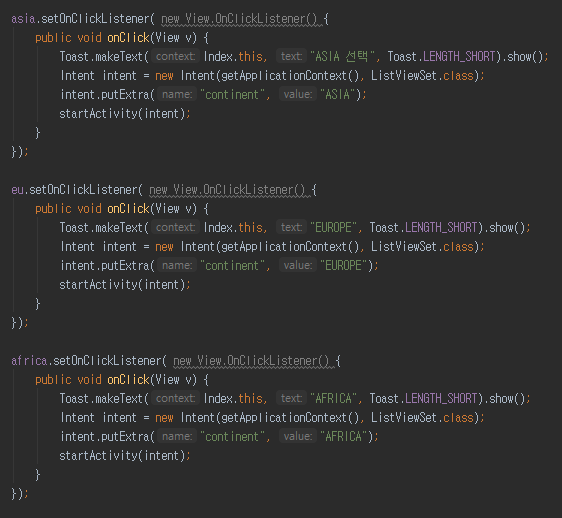 asia.setOnClickListener( new View.OnClickListener() {
public void onClick(View v) {
Toast.makeText( context: Index.this, text: "ASIA 선택", Toast.LENGTH_SHORT).show();
Intent intent = new Intent(getApplicationContext(), ListViewSet.class);
intent.putExtra( name: "continent", value: "ASIA");
startActivity(intent);
}
});
eu.setOnClickListener( new View.OnClickListener() {
public void onClick(View v) {
Toast.makeText( context: Index.this, text: "EUROPE", Toast.LENGTH_SHORT).show();
Intent intent = new Intent(getApplicationContext(), ListViewSet.class);
intent.putExtra( name: "continent", value: "EUROPE");
startActivity(intent);
}
});
africa.setOnClickListener( new View.OnClickListener() {
public void onClick(View v) {
Toast.makeText( context: Index.this, text: "AFRICA", Toast.LENGTH_SHORT).show();
Intent intent = new Intent(getApplicationContext(), ListViewSet.class);
intent.putExtra( name: "continent", value: "AFRICA");
startActivity(intent);
}
});